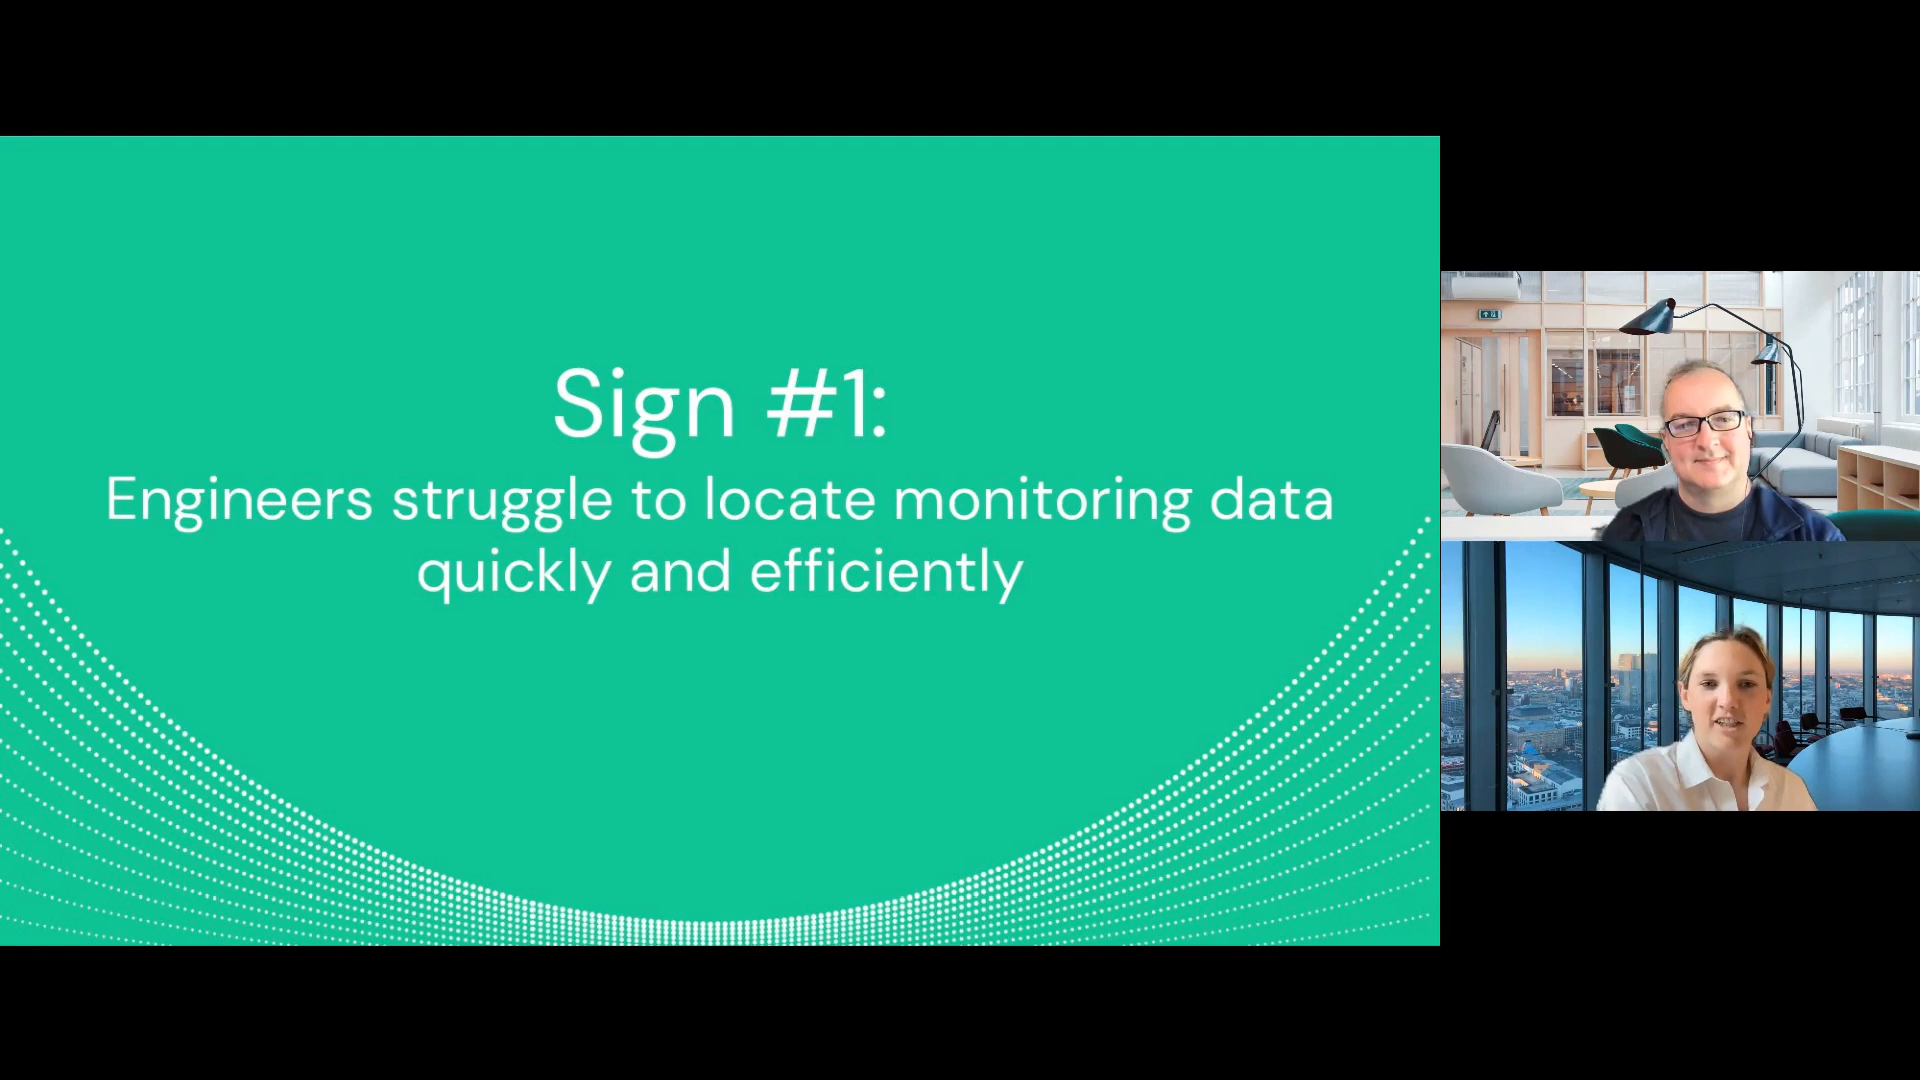 Sign #1:
Engineers struggle to locate monitoring data
quickly and efficiently